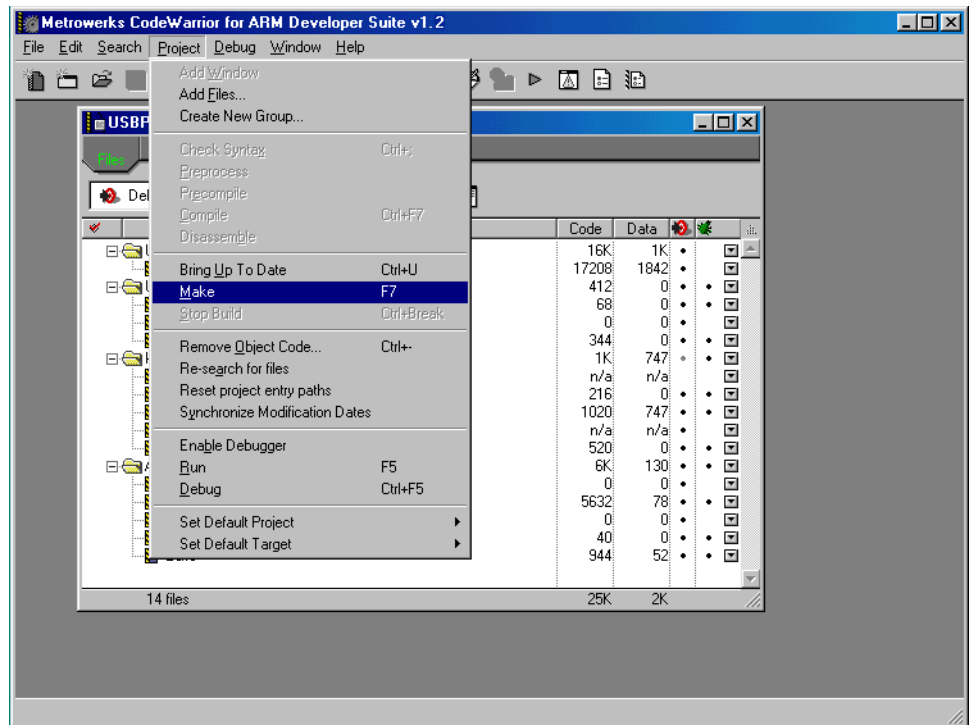 Metrowerks CodeWarrior for ARM Developer Suite v1.2
File Edit Search Project Debug Window Help
Add Window
Add Files...
Create New Group...
Check Syntax Ctrl+;
Preprocess
Precompile
Compile Ctrl+F7
Disassemble
Bring Up To Date Ctrl+U
Make F7
Stop Build Ctrl+Break
Remove Object Code... Ctrl+-
Re-search for files
Reset project entry paths
Synchronize Modification Dates
Enable Debugger
Run F5
Debug Ctrl+F5
Set Default Project
Set Default Target
USBP
Files
Del
Code Data
16K 1K
17208 1842
412 0
68 0
0 0
344 0
1K 747
n/a n/a
216 0
1020 747
n/a n/a
520 0
6K 130
0 0
5632 78
0 0
40 0
944 52
14 files 25K 2K